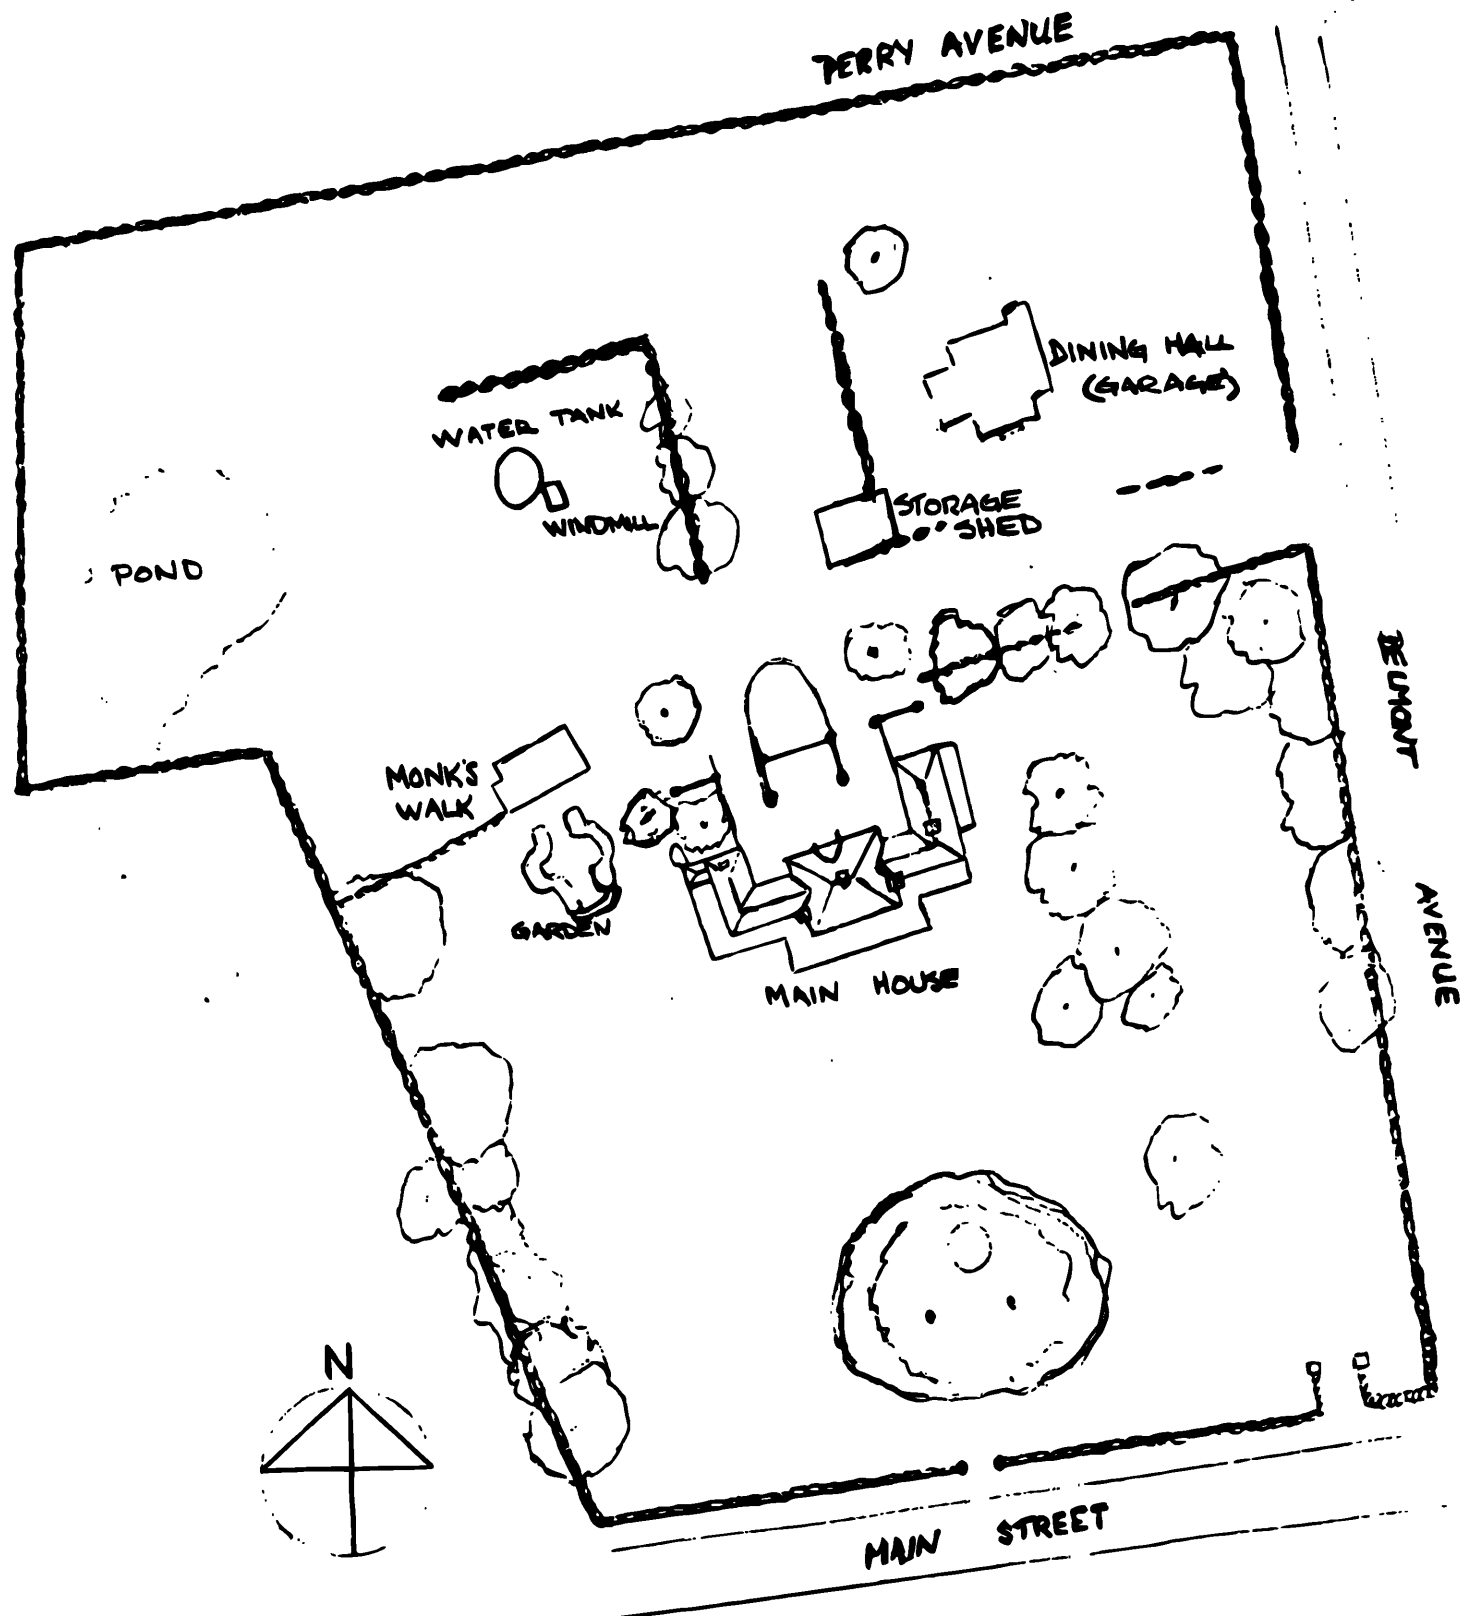 PERRY AVENUE
DINING HALL
(GARAGE)
WATER TANK
WINDMILL
STORAGE
SHED
POND
BELMONT
AVENUE
MONK'S
WALK
GARDEN
MAIN HOUSE
N
MAIN STREET